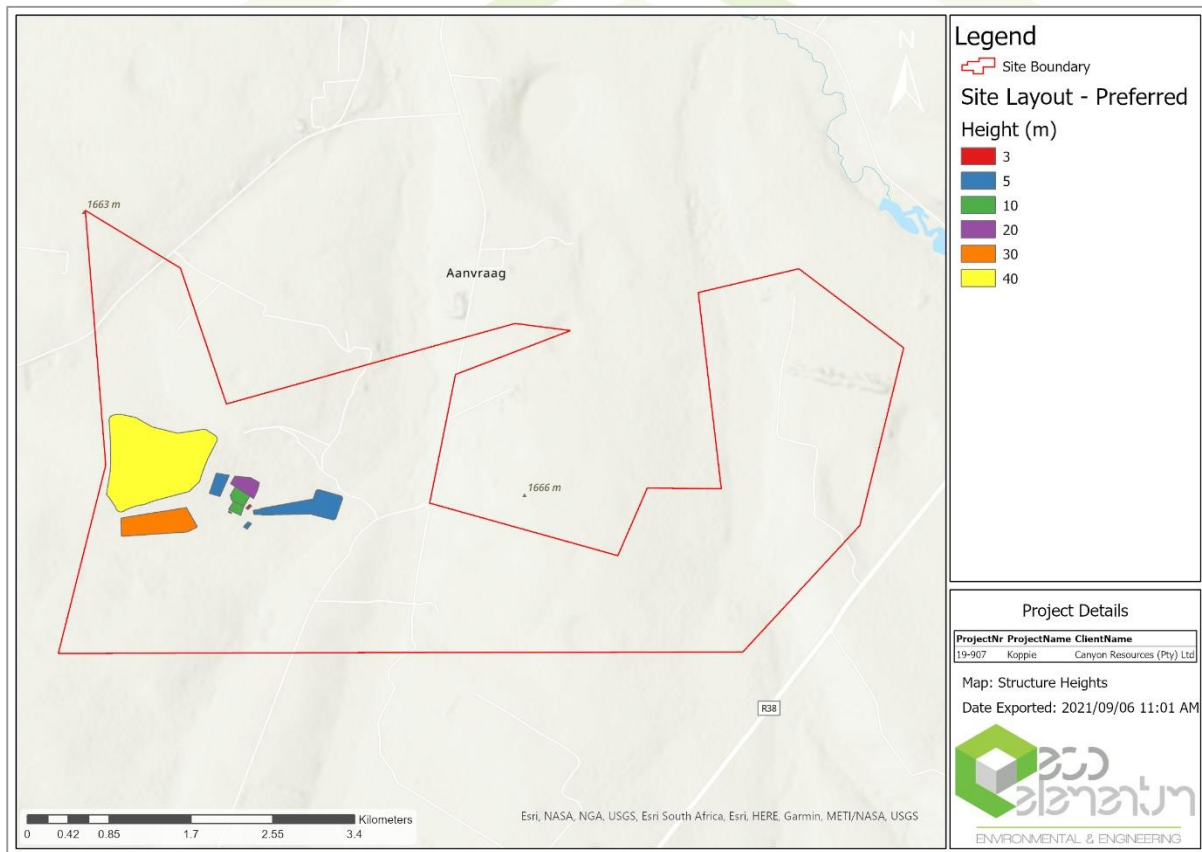 N
1663 m
Aanvraag
1666 m
R38
Kilometers
0 0.42 0.85 1.7 2.55 3.4
Esri, NASA, NGA, USGS, Esri South Africa, Esri, HERE, Garmin, METI/NASA, USGS
Legend
Site Boundary
Site Layout - Preferred
Height (m)
3
5
10
20
30
40
Project Details
ProjectNr ProjectName ClientName
19-907 Koppie Canyon Resources (Pty) Ltd
Map: Structure Heights
Date Exported: 2021/09/06 11:01 AM
eco
elementum
ENVIRONMENTAL & ENGINEERING